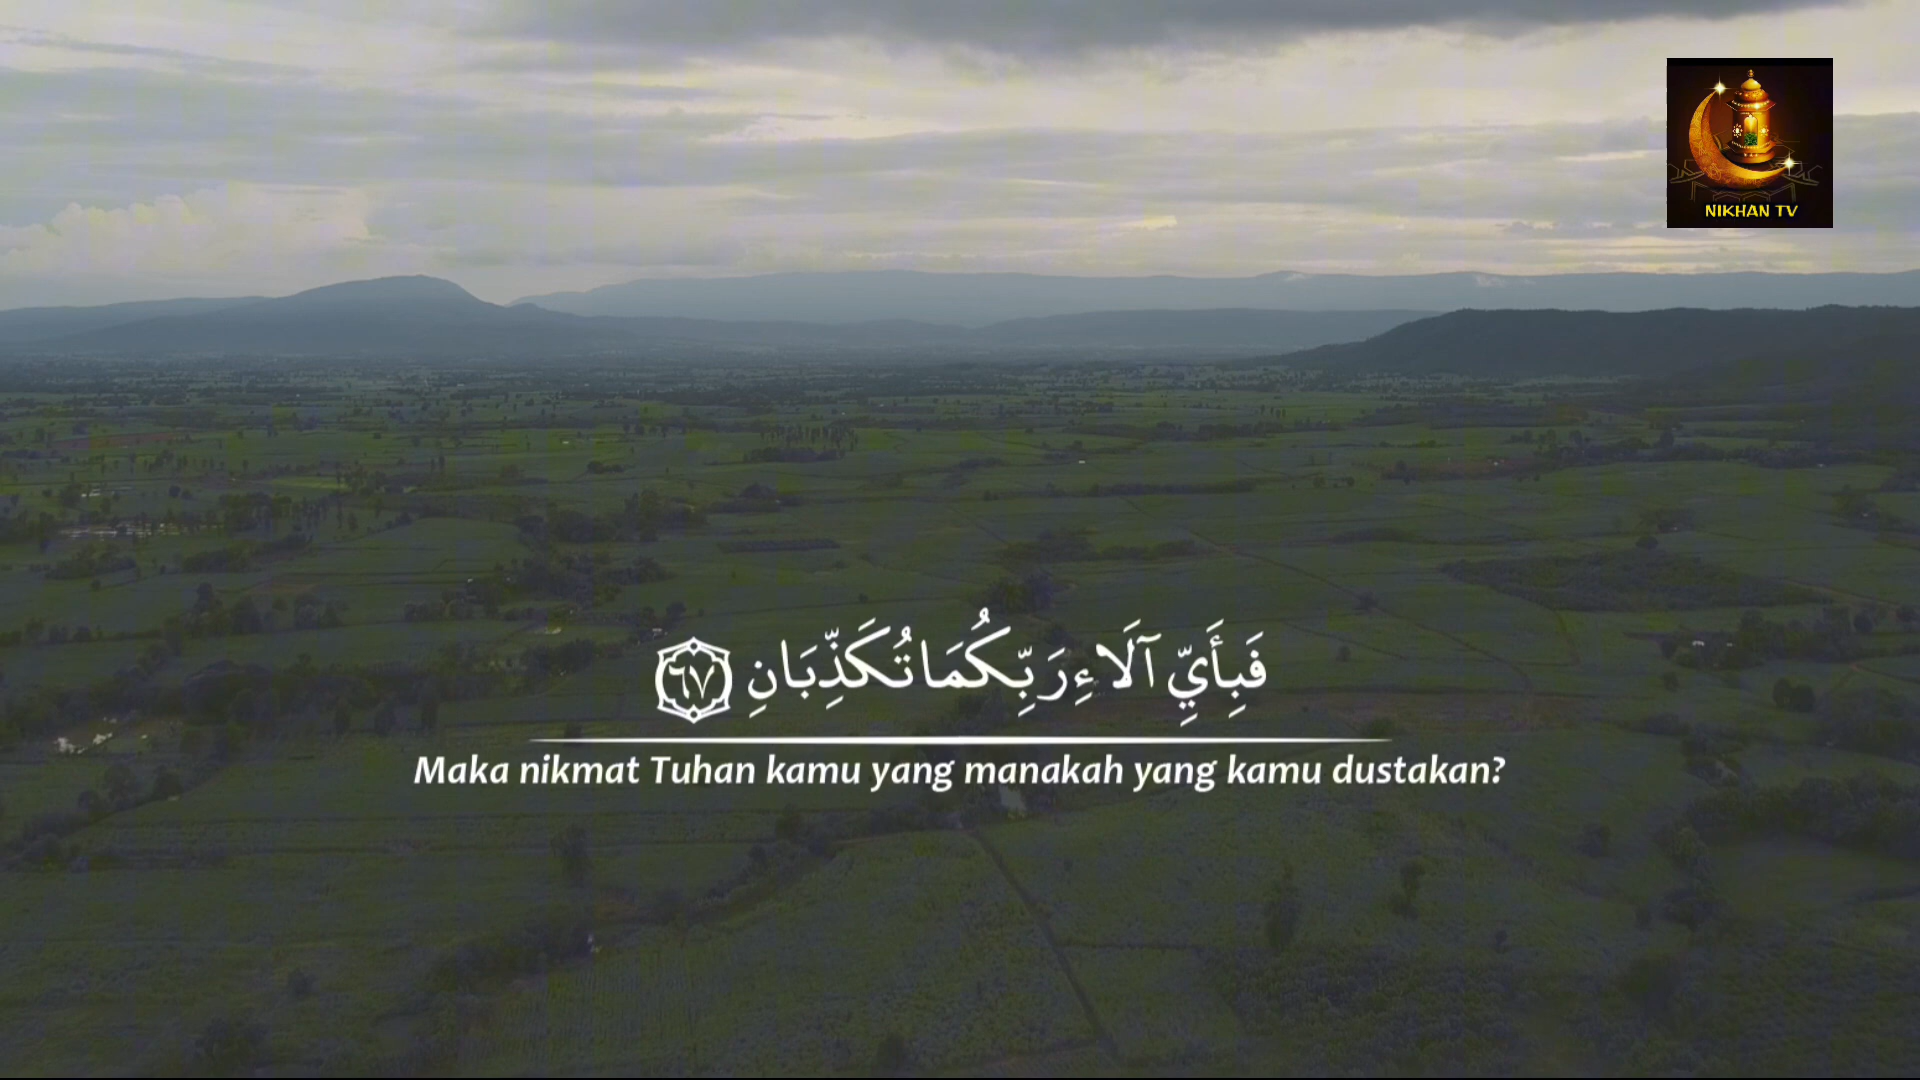 NIKHAN TV
فَبِأَيِّ آلَاءِ رَبِّكُمَا تُكَذِّبَانِ ٦٧
Maka nikmat Tuhan kamu yang manakah yang kamu dustakan?